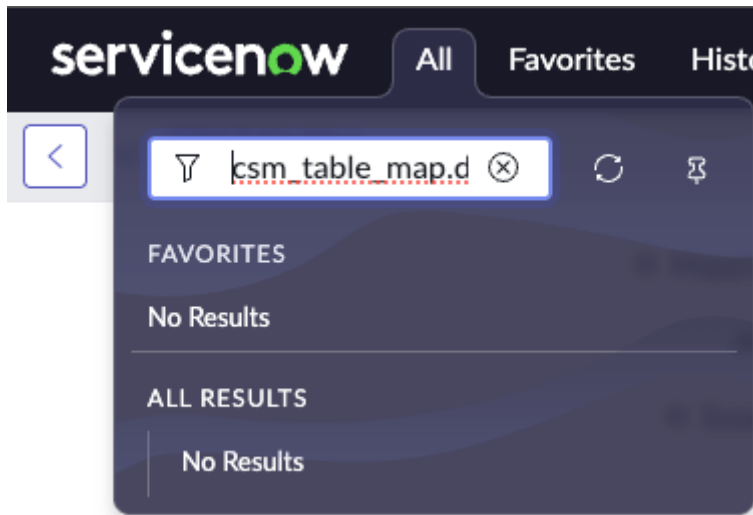 servicenow All Favorites Histo
csm_table_map.d
FAVORITES
No Results
ALL RESULTS
No Results